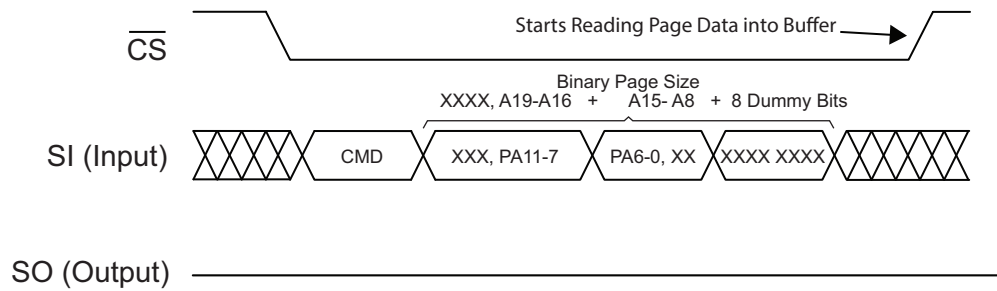 Starts Reading Page Data into Buffer
CS
Binary Page Size
XXXX, A19-A16 + A15- A8 + 8 Dummy Bits
SI (Input)
CMD
XXX, PA11-7
PA6-0, XX
XXXX XXXX
SO (Output)